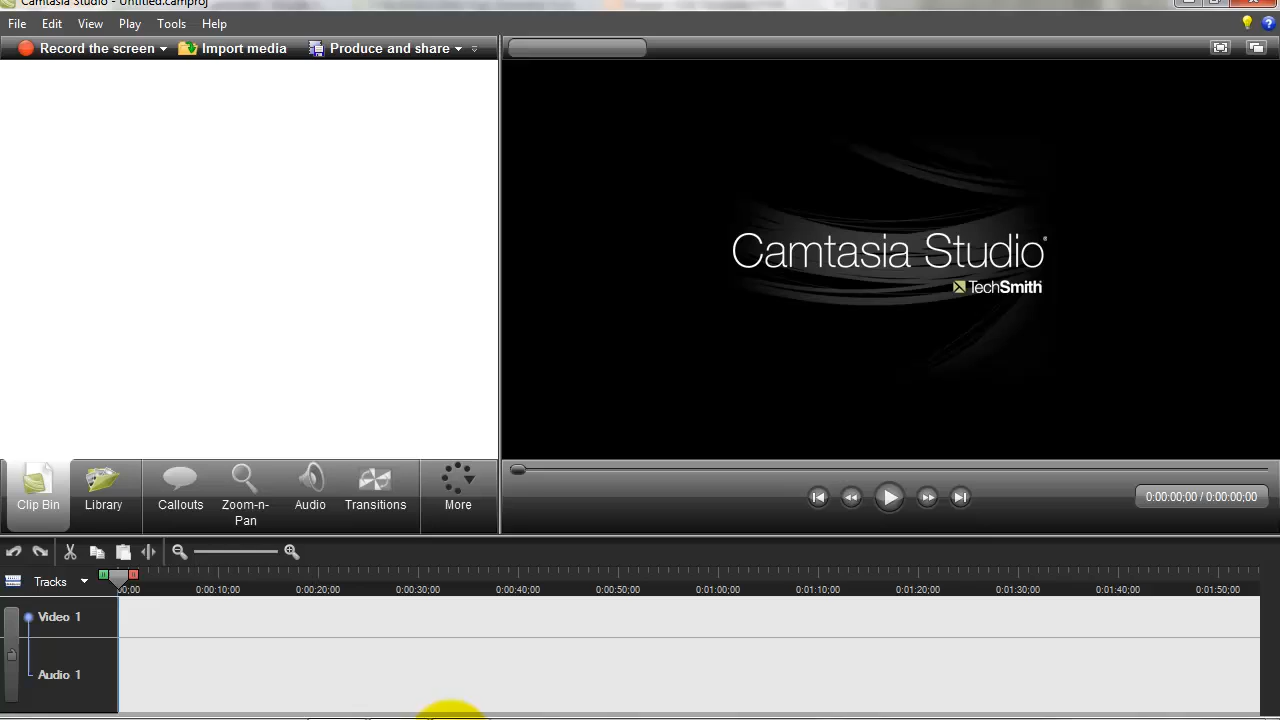 Camtasia Studio - Untitled.camproj
File Edit View Play Tools Help
Record the screen Import media Produce and share
Camtasia Studio®
TechSmith
Clip Bin Library Callouts Zoom-n-Pan Audio Transitions More
0:00:00;00 / 0:00:00;00
Tracks 00;00 0:00:10;00 0:00:20;00 0:00:30;00 0:00:40;00 0:00:50;00 0:01:00;00 0:01:10;00 0:01:20;00 0:01:30;00 0:01:40;00 0:01:50;00
Video 1
Audio 1